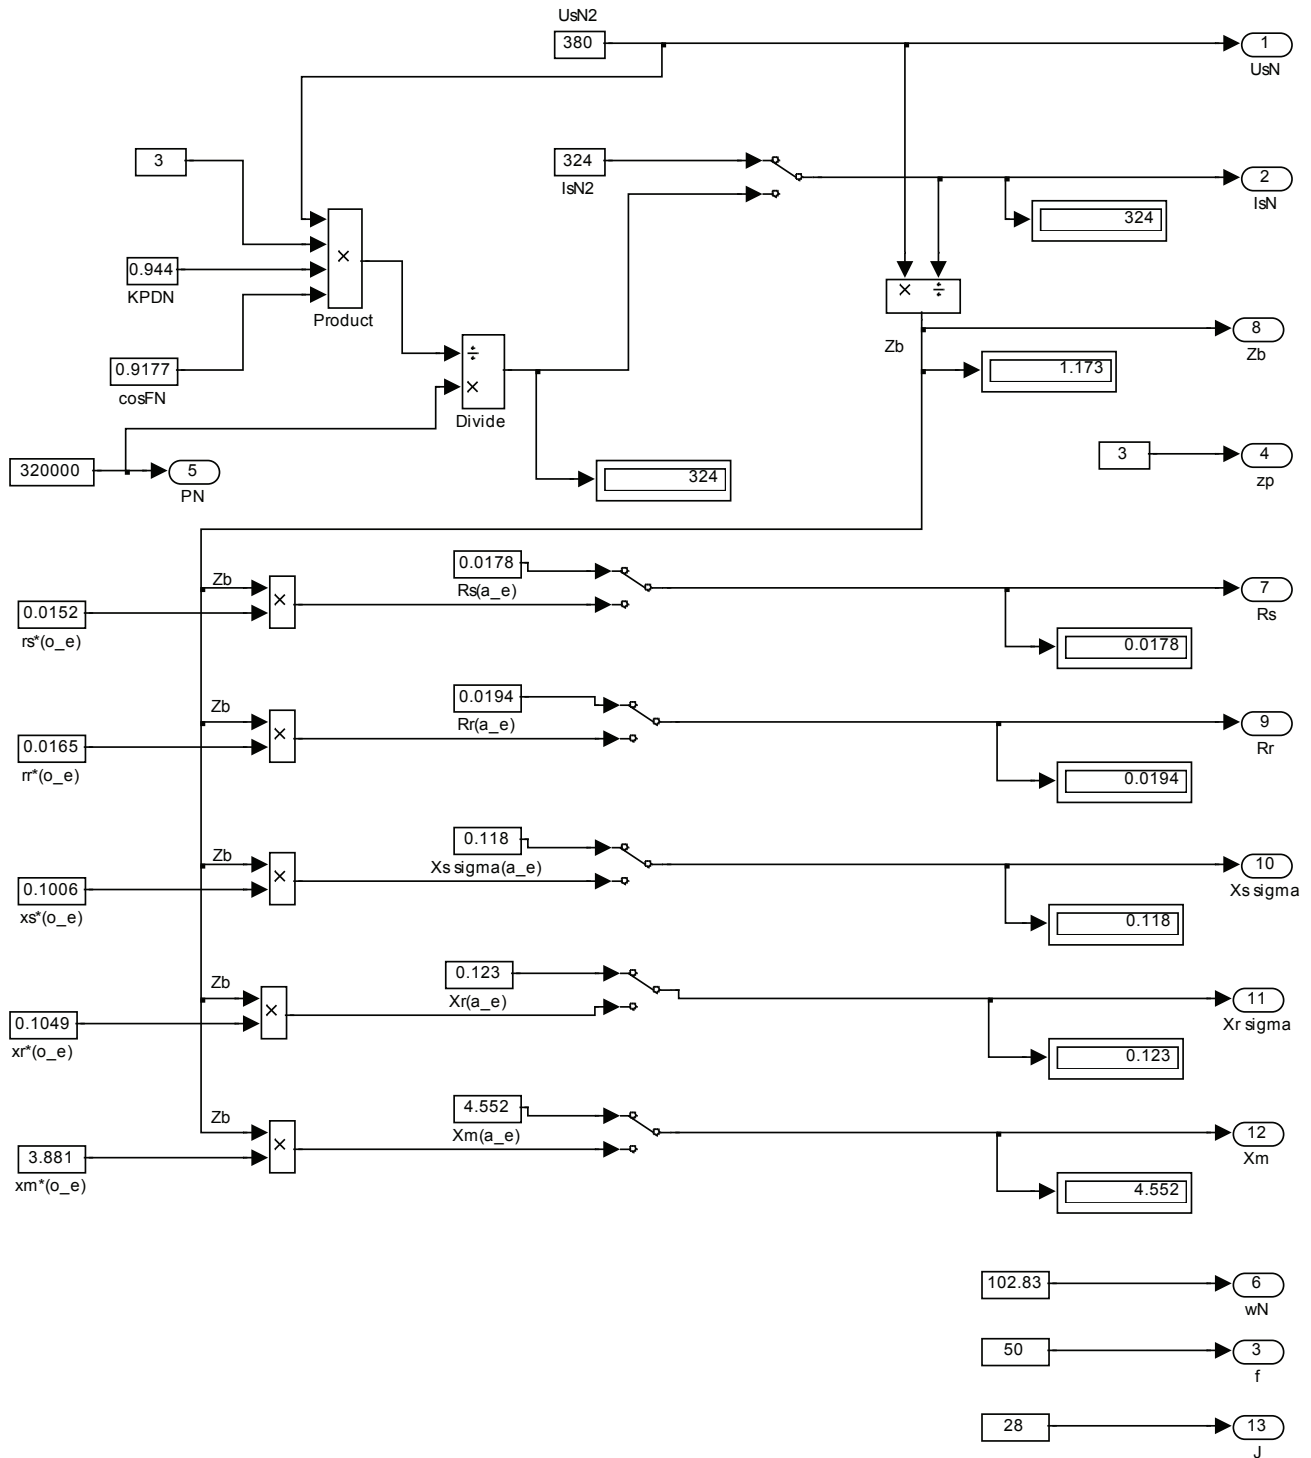 UsN2
380
1
UsN
3
324
IsN2
2
IsN
324
×
0.944
KPDN
Product
× ÷
8
Zb
Zb
1.173
0.9177
cosFN
÷
×
Divide
3
4
zp
320000
5
PN
324
0.0178
Rs(a_e)
Zb
×
7
Rs
0.0152
rs*(o_e)
0.0178
0.0194
Rr(a_e)
Zb
×
9
Rr
0.0165
rr*(o_e)
0.0194
0.118
Xs sigma(a_e)
Zb
×
10
Xs sigma
0.1006
xs*(o_e)
0.118
0.123
Xr(a_e)
Zb
×
11
Xr sigma
0.1049
xr*(o_e)
0.123
4.552
Xm(a_e)
Zb
×
12
Xm
3.881
xm*(o_e)
4.552
102.83
6
wN
50
3
f
28
13
J